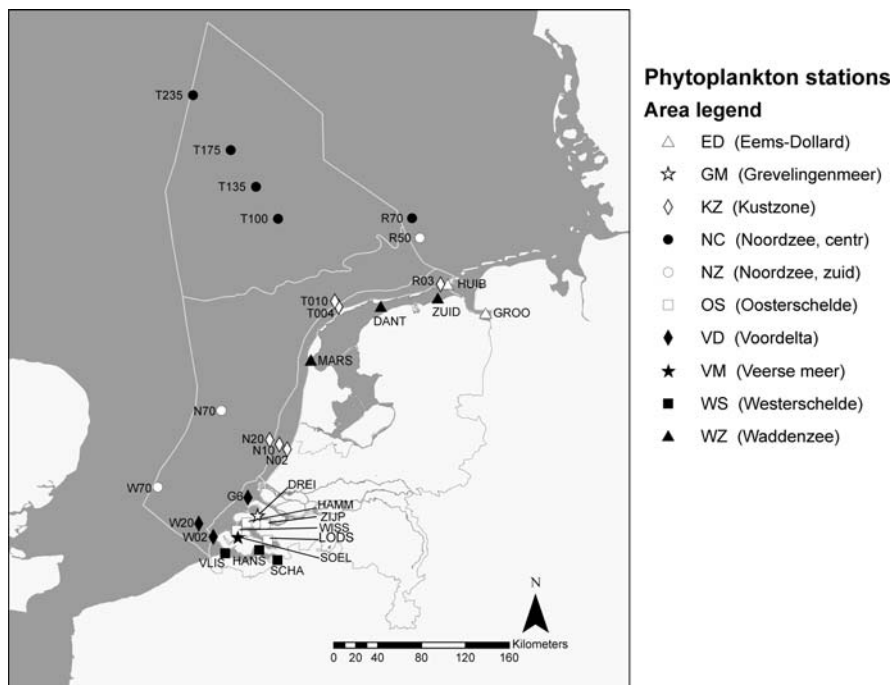 Phytoplankton stations
Area legend
ED (Eems-Dollard)
GM (Grevelingenmeer)
KZ (Kustzone)
NC (Noordzee, centr)
NZ (Noordzee, zuid)
OS (Oosterschelde)
VD (Voordelta)
VM (Veerse meer)
WS (Westerschelde)
WZ (Waddenzee)
T235
T175
T135
T100
R70
R50
R03
HUIB
T010
T004
DANT
ZUID
GROO
MARS
N70
N20
N10
N02
W70
G6
DREI
HAMM
ZIJP
WISS
LODS
SOEL
W20
W02
VLIS
HANS
SCHA
N
Kilometers
0 10 20 40 80 120 160